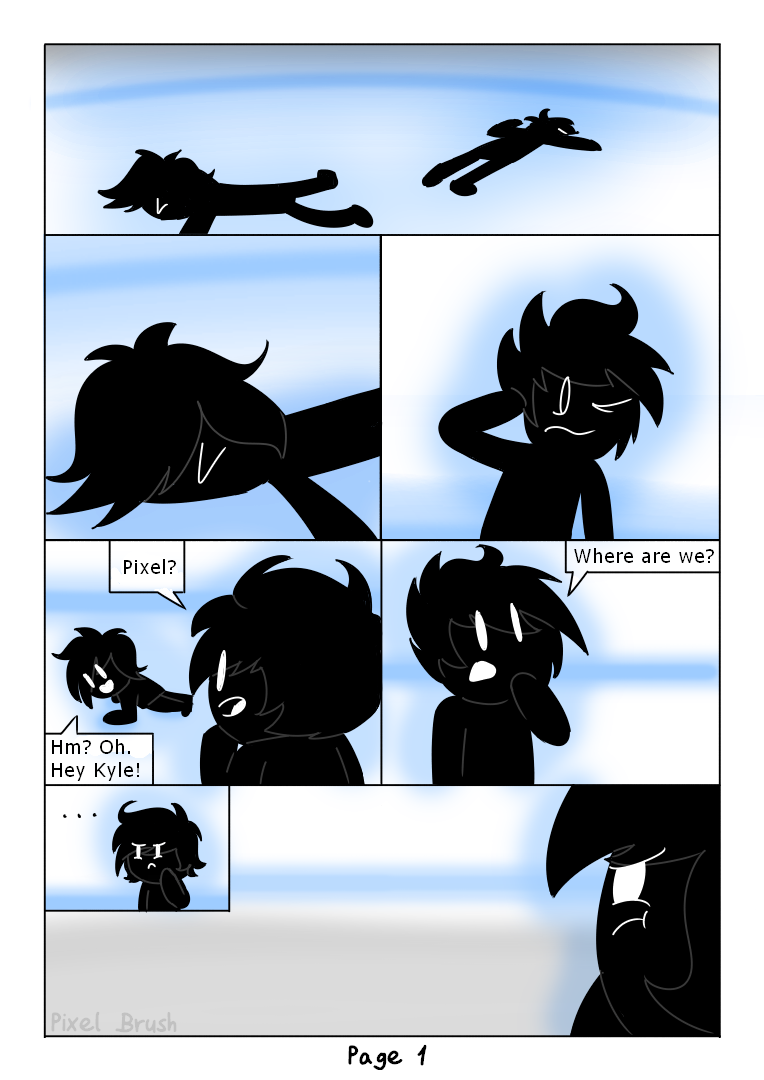 Pixel?
Hm? Oh.
Hey Kyle!
Where are we?
...
Pixel Brush
Page 1